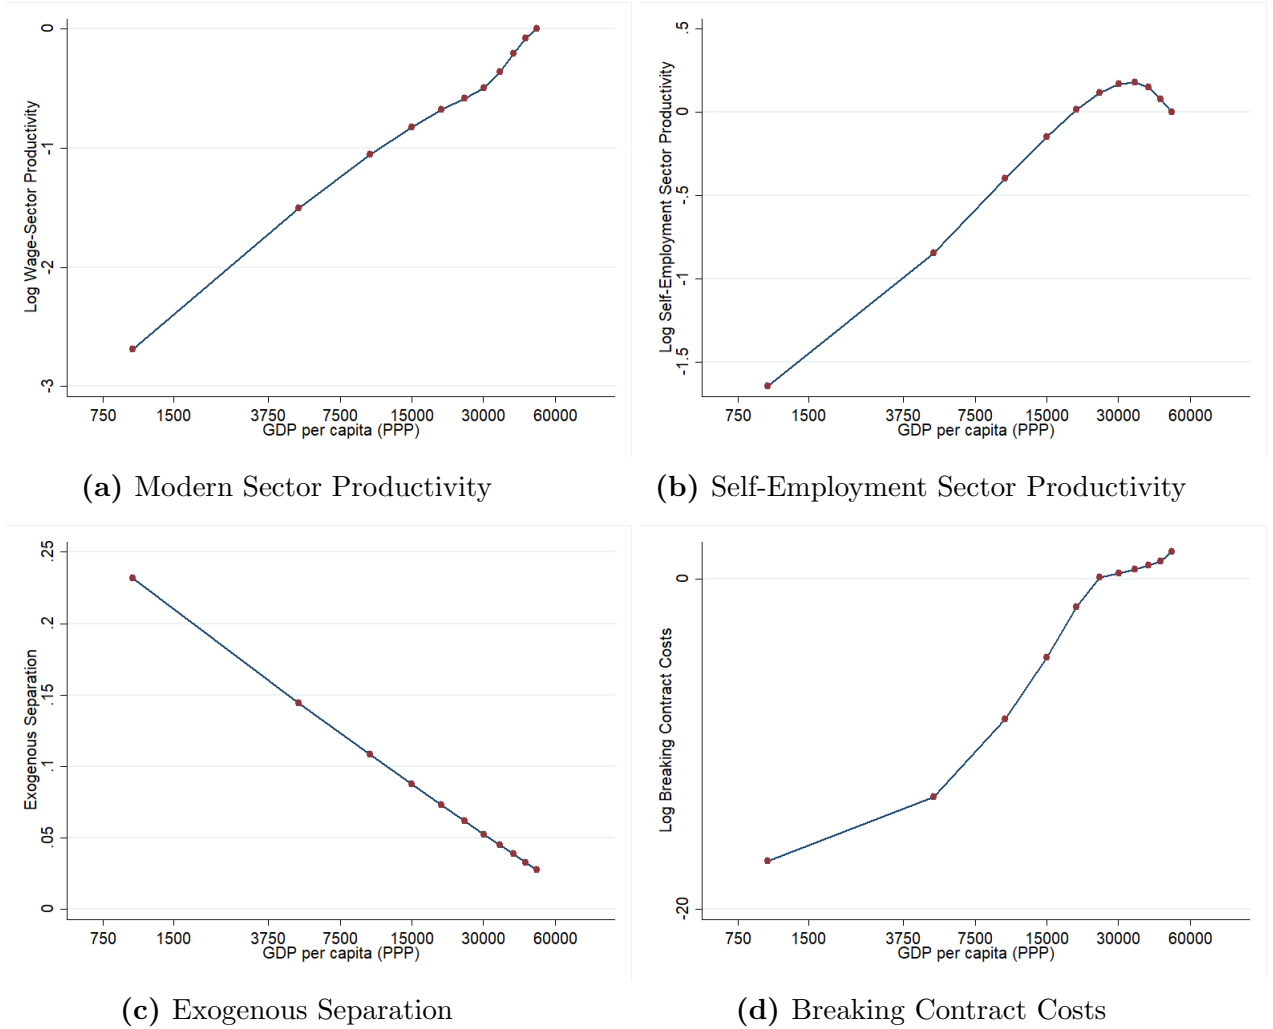 Log Wage-Sector Productivity
0
-1
-2
-3
750 1500 3750 7500 15000 30000 60000
GDP per capita (PPP)
(a) Modern Sector Productivity
Log Self-Employment Sector Productivity
.5
0
-.5
-1
-1.5
750 1500 3750 7500 15000 30000 60000
GDP per capita (PPP)
(b) Self-Employment Sector Productivity
Exogenous Separation
.25
.2
.15
.1
.05
0
750 1500 3750 7500 15000 30000 60000
GDP per capita (PPP)
(c) Exogenous Separation
Log Breaking Contract Costs
0
-20
750 1500 3750 7500 15000 30000 60000
GDP per capita (PPP)
(d) Breaking Contract Costs